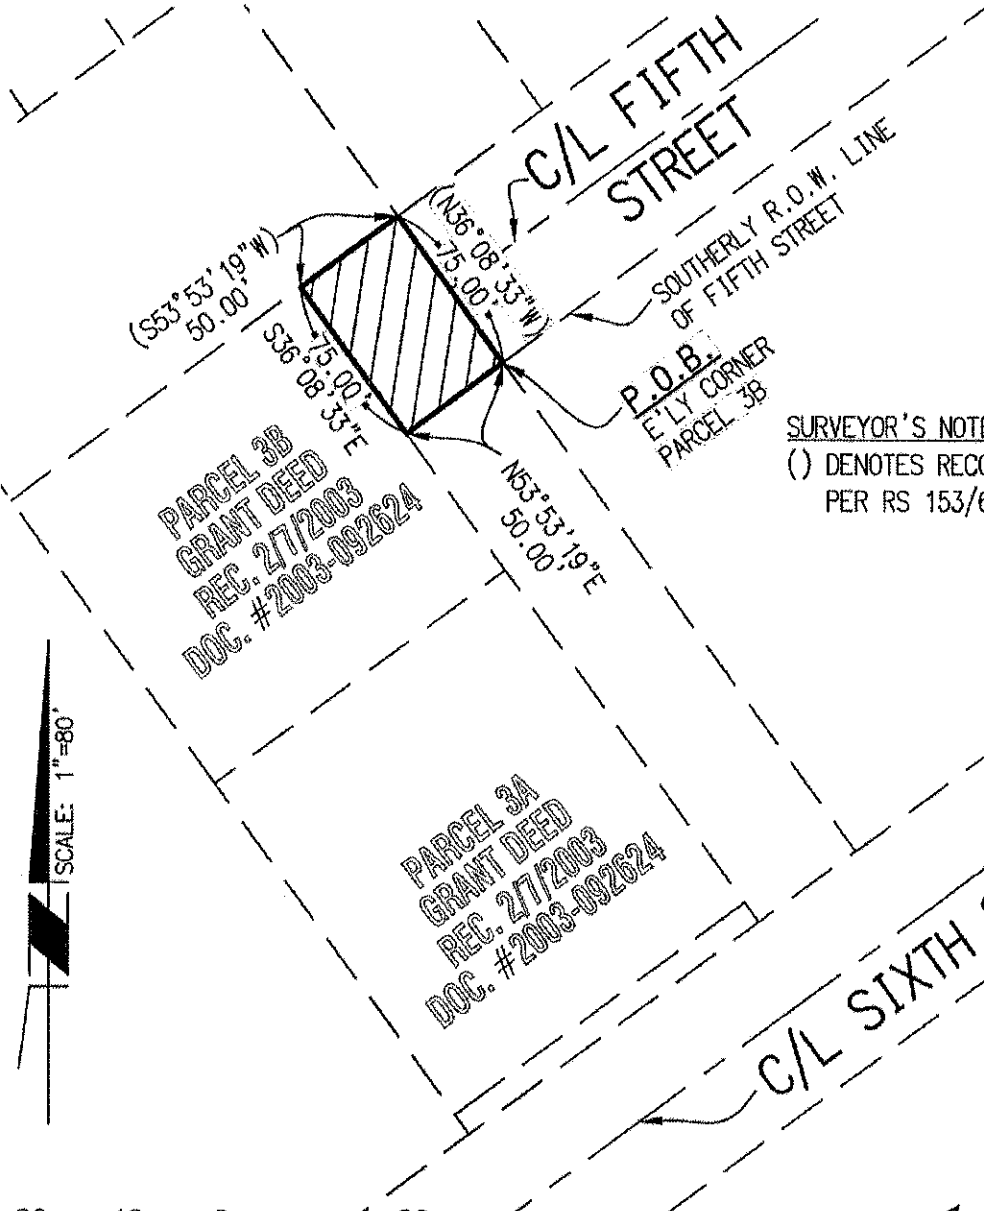 C/L FIFTH
STREET
(N36°08'33"W)
75.00'
(S53°53'19"W)
50.00'
SOUTHERLY R.O.W. LINE
OF FIFTH STREET
75.00'
S36°08'33"E
P.O.B.
E'LY CORNER
PARCEL 3B
SURVEYOR'S NOTE
() DENOTES RECO
PER RS 153/6
N53°53'19"E
50.00'
PARCEL 3B
GRANT DEED
REC. 2/7/2003
DOC. #2003-092624
SCALE: 1"=80'
PARCEL 3A
GRANT DEED
REC. 2/7/2003
DOC. #2003-092624
C/L SIXTH